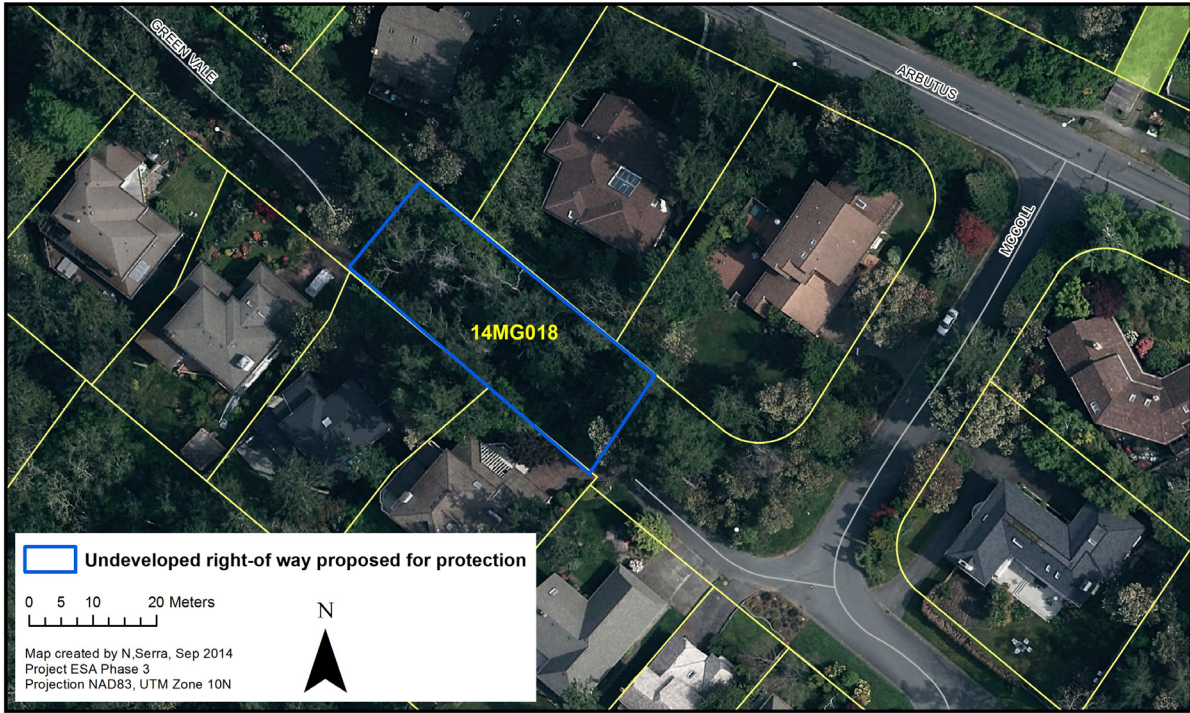 GREEN VALE
ARBUTUS
MCCOLL
14MG018
Undeveloped right-of way proposed for protection
0 5 10 20 Meters
N
Map created by N,Serra, Sep 2014
Project ESA Phase 3
Projection NAD83, UTM Zone 10N